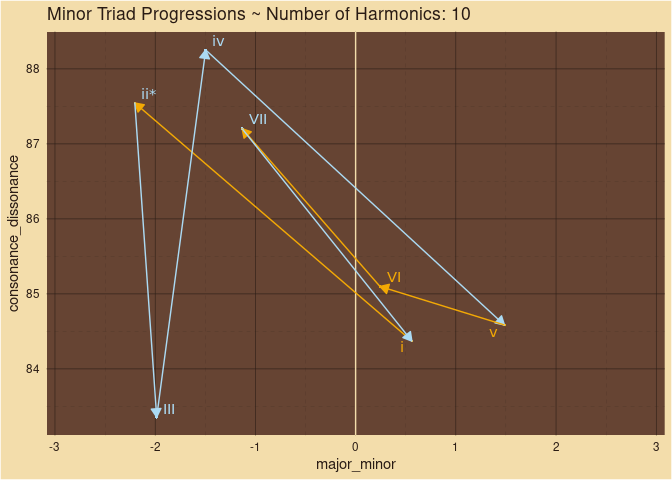 Minor Triad Progressions ~ Number of Harmonics: 10
iv
88
ii*
VII
87
consonance_dissonance
86
VI
85
v
i
84
III
-3 -2 -1 0 1 2 3
major_minor